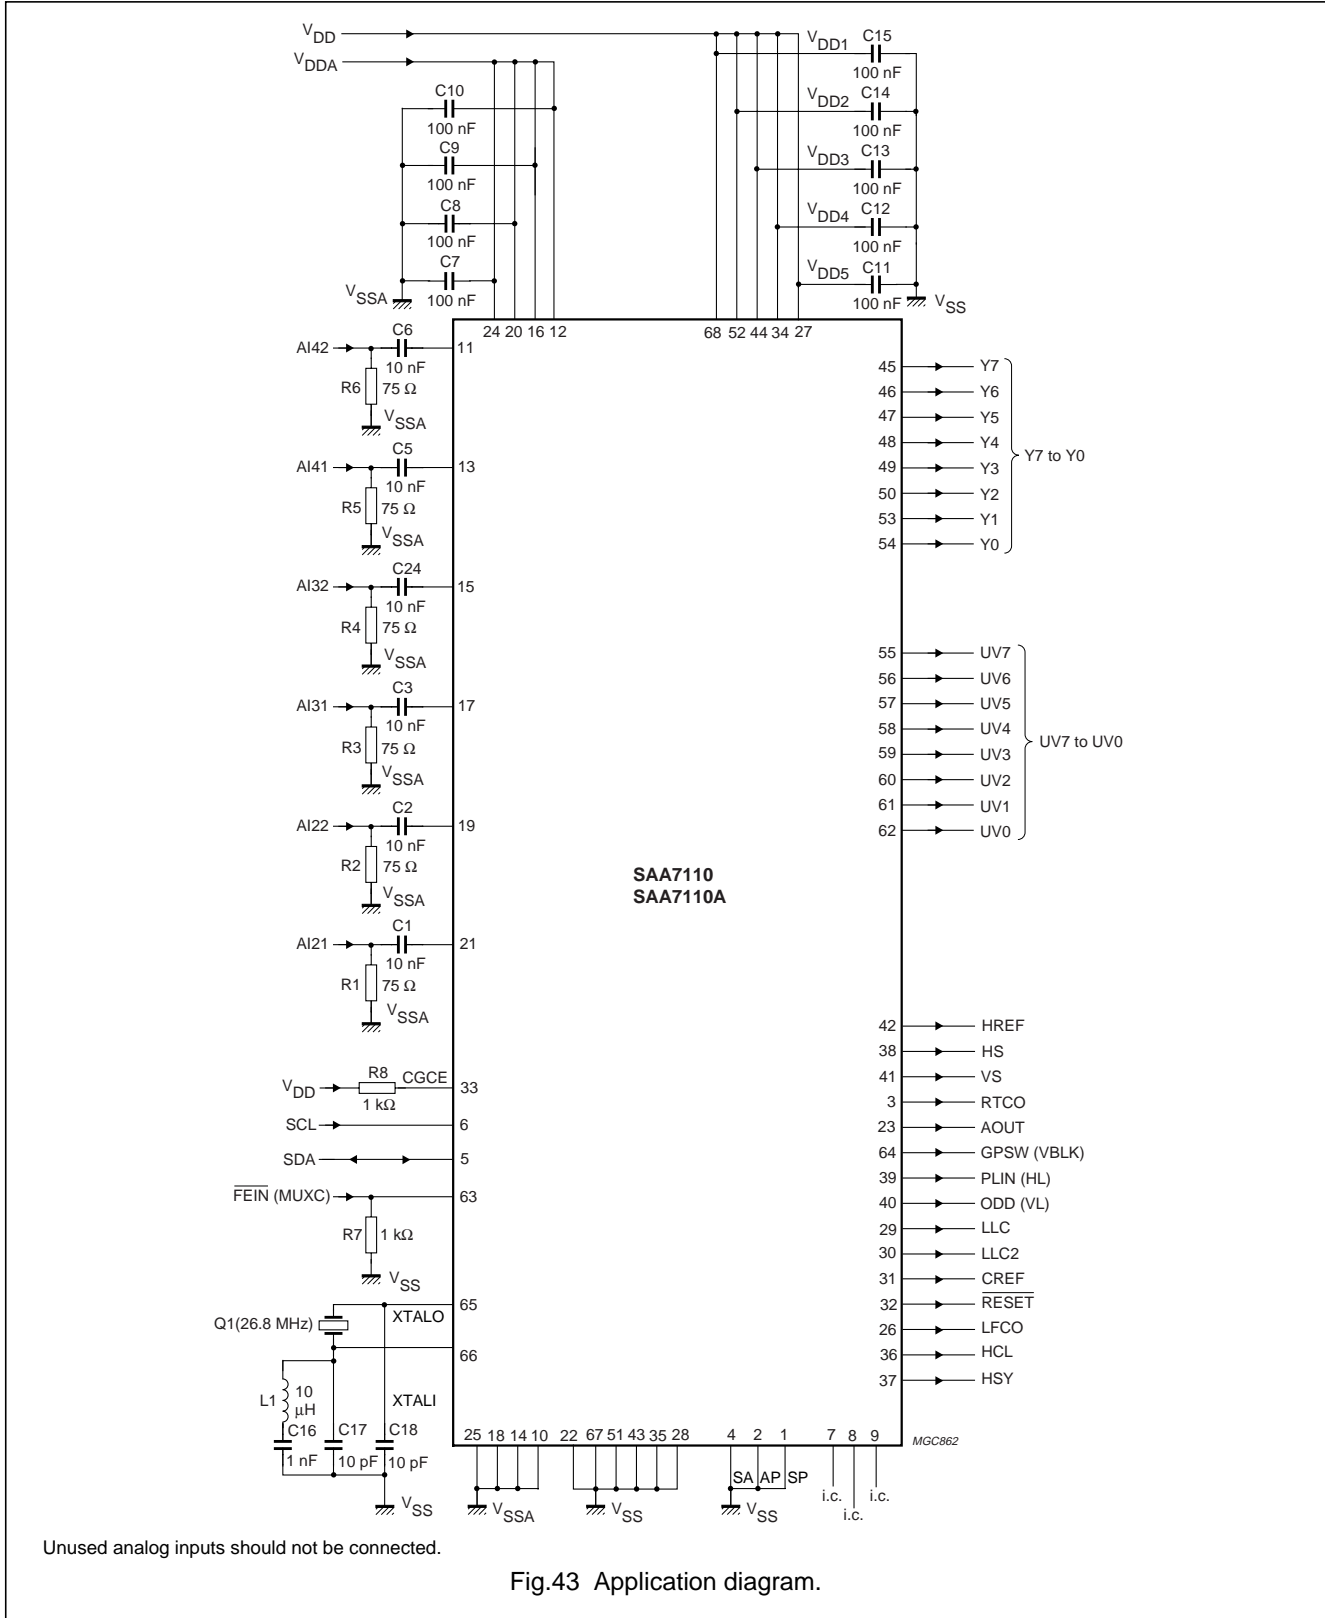 VDD
VDDA
C10
100 nF
C9
100 nF
C8
100 nF
C7
100 nF
VSSA
VDD1
C15
100 nF
VDD2
C14
100 nF
VDD3
C13
100 nF
VDD4
C12
100 nF
VDD5
C11
100 nF
VSS
24 20 16 12
68 52 44 34 27
AI42
C6
11
10 nF
R6
75 Ω
VSSA
AI41
C5
13
10 nF
R5
75 Ω
VSSA
AI32
C24
15
10 nF
R4
75 Ω
VSSA
AI31
C3
17
10 nF
R3
75 Ω
VSSA
AI22
C2
19
10 nF
R2
75 Ω
VSSA
AI21
C1
21
10 nF
R1
75 Ω
VSSA
VDD
R8
CGCE
33
1 kΩ
SCL
6
SDA
5
FEIN (MUXC)
63
R7
1 kΩ
VSS
Q1(26.8 MHz)
XTALO
65
66
XTALI
L1
10
μH
C16
1 nF
C17
10 pF
C18
10 pF
VSS
SAA7110
SAA7110A
45 Y7
46 Y6
47 Y5
48 Y4
49 Y3
50 Y2
53 Y1
54 Y0
Y7 to Y0
55 UV7
56 UV6
57 UV5
58 UV4
59 UV3
60 UV2
61 UV1
62 UV0
UV7 to UV0
42 HREF
38 HS
41 VS
3 RTCO
23 AOUT
64 GPSW (VBLK)
39 PLIN (HL)
40 ODD (VL)
29 LLC
30 LLC2
31 CREF
32 RESET
26 LFCO
36 HCL
37 HSY
25 18 14 10
VSSA
22 67 51 43 35 28
VSS
4 2 1
SA AP SP
VSS
7 8 9
i.c.
i.c.
i.c.
MGC862
Unused analog inputs should not be connected.
Fig.43 Application diagram.